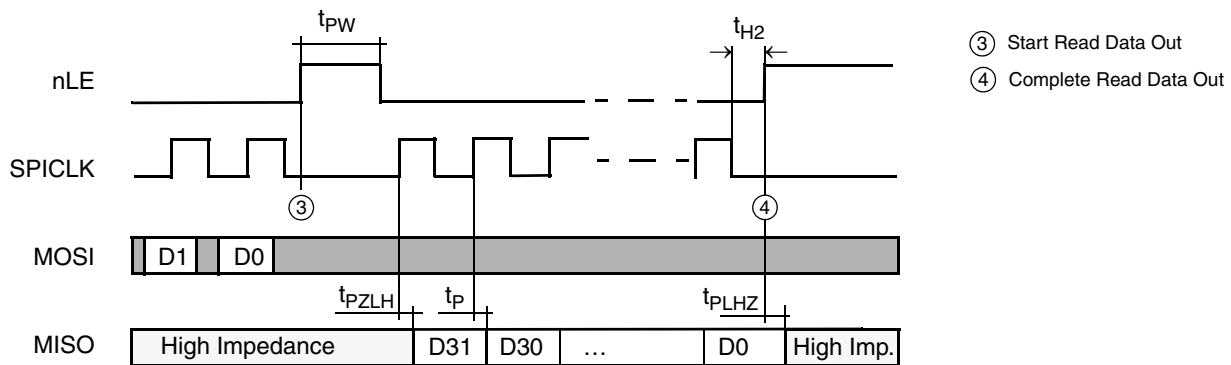 tPW
tH2
③ Start Read Data Out
④ Complete Read Data Out
nLE
SPICLK
③ ④
MOSI D1 D0
tPZLH tP tPLHZ
MISO High Impedance D31 D30 ... D0 High Imp.